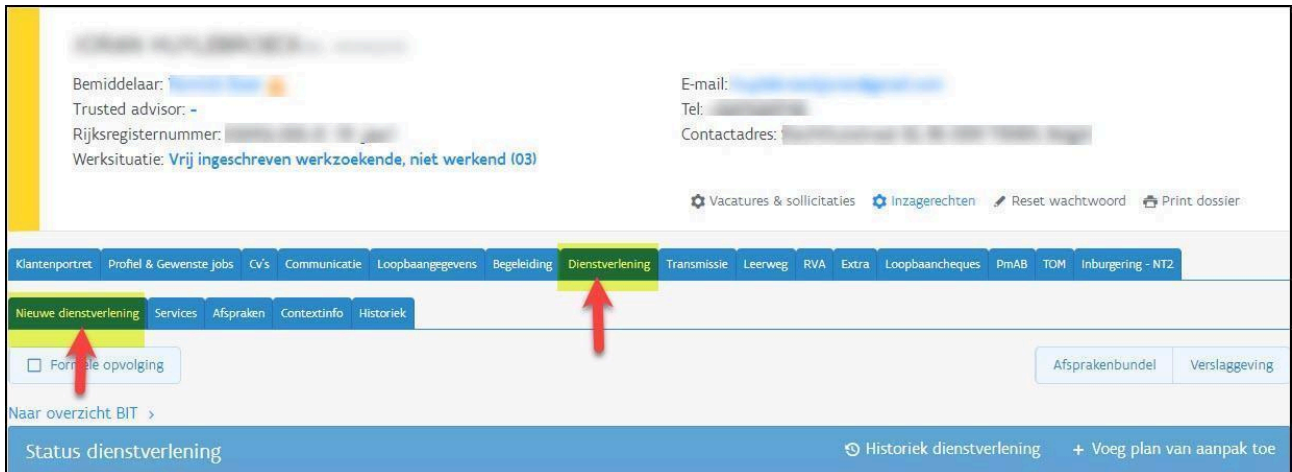 Bemiddelaar:
Trusted advisor: -
Rijksregisternummer:
Werksituatie: Vrij ingeschreven werkzoekende, niet werkend (03)
E-mail:
Tel:
Contactadres:
Vacatures & sollicitaties Inzagerechten Reset wachtwoord Print dossier
Klantenportret Profiel & Gewenste jobs Cv's Communicatie Loopbaangegevens Begeleiding Dienstverlening Transmissie Leerweg RVA Extra Loopbaancheques PmAB TOM Inburgering - NT2
Nieuwe dienstverlening Services Afspraken Contextinfo Historiek
Formele opvolging Afsprakenbundel Verslaggeving
Naar overzicht BIT >
Status dienstverlening Historiek dienstverlening + Voeg plan van aanpak toe